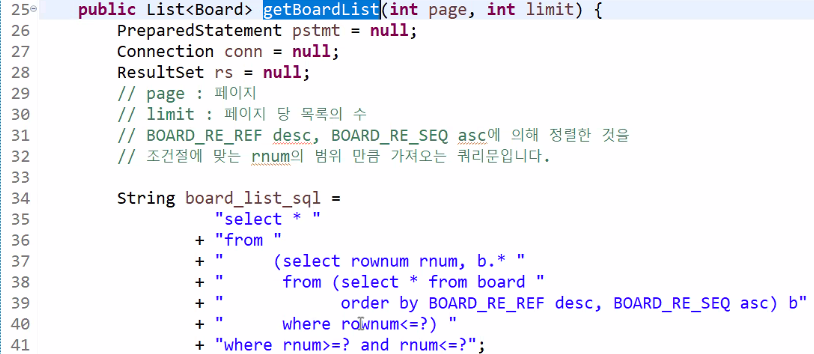 25 public List<Board> getBoardList(int page, int limit) {
26 PreparedStatement pstmt = null;
27 Connection conn = null;
28 ResultSet rs = null;
29 // page : 페이지
30 // limit : 페이지 당 목록의 수
31 // BOARD_RE_REF desc, BOARD_RE_SEQ asc에 의해 정렬한 것을
32 // 조건절에 맞는 rnum의 범위 만큼 가져오는 쿼리문입니다.
33
34 String board_list_sql =
35 "select * "
36 + "from "
37 + "     (select rownum rnum, b.* "
38 + "      from (select * from board "
39 + "            order by BOARD_RE_REF desc, BOARD_RE_SEQ asc) b"
40 + "      where rownum<=?) "
41 + "where rnum>=? and rnum<=?";